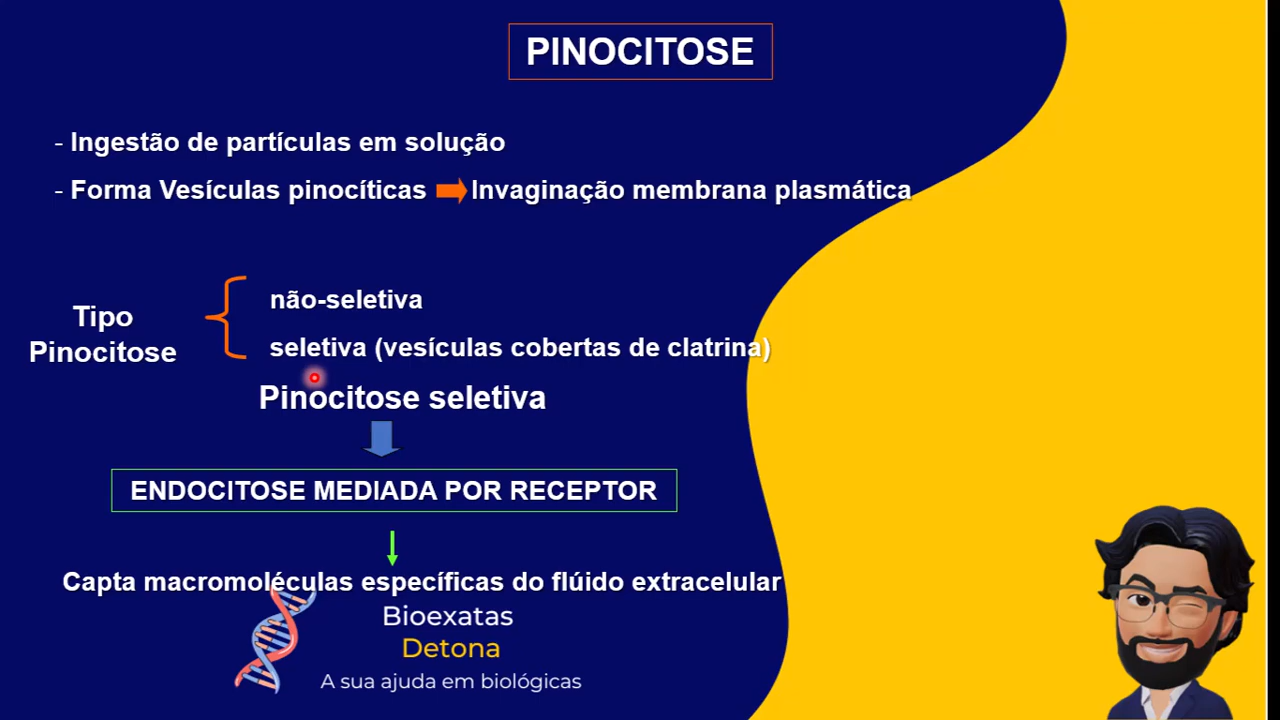 PINOCITOSE
- Ingestão de partículas em solução
- Forma Vesículas pinocíticas Invaginação membrana plasmática
Tipo
Pinocitose
não-seletiva
seletiva (vesículas cobertas de clatrina)
Pinocitose seletiva
ENDOCITOSE MEDIADA POR RECEPTOR
Capta macromoléculas específicas do flúido extracelular
Bioexatas
Detona
A sua ajuda em biológicas